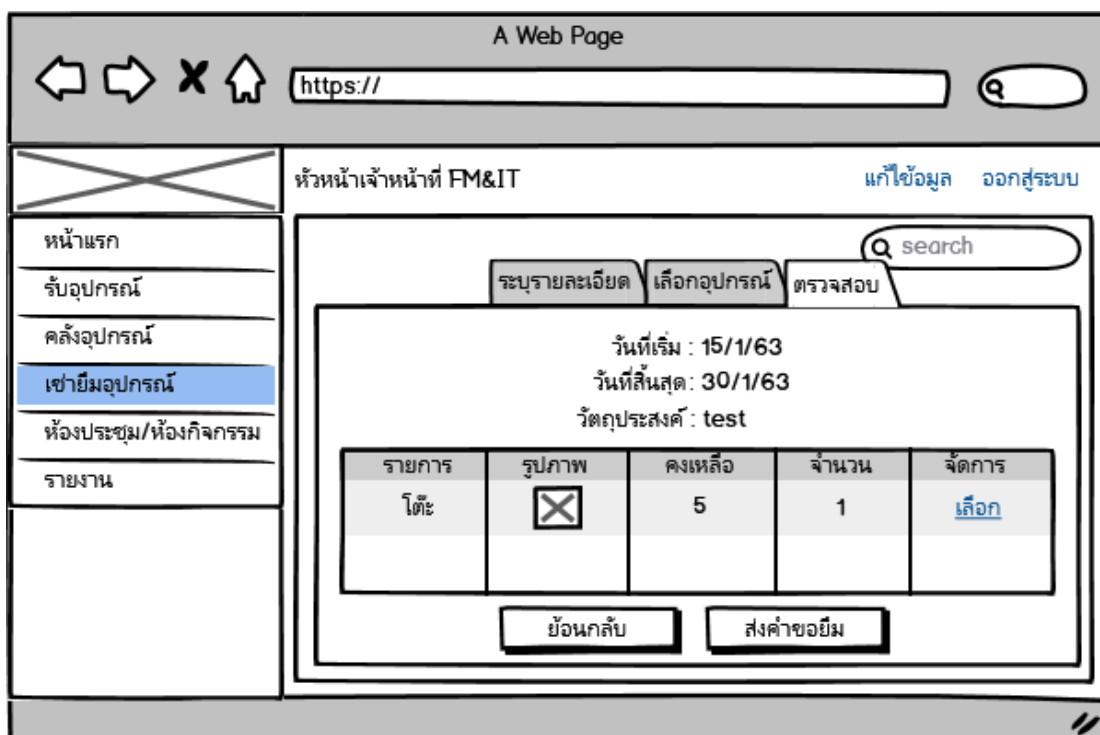 A Web Page
https://
หัวหน้าเจ้าหน้าที่ FM&IT แก้ไข้อมูล ออกสู่ระบบ
หน้าแรก
รับอุปกรณ์
คลังอุปกรณ์
เช่ายืมอุปกรณ์
ห้องประชุม/ห้องกิจกรรม
รายงาน
search
ระบุรายละเอียด เลือกอุปกรณ์ ตรวจสอบ
วันที่เริ่ม : 15/1/63
วันที่สิ้นสุด : 30/1/63
วัตถุประสงค์ : test
รายการ รูปภาพ คงเหลือ จำนวน จัดการ
โต๊ะ 5 1 เลือก
ย้อนกลับ ส่งคำขอยืม